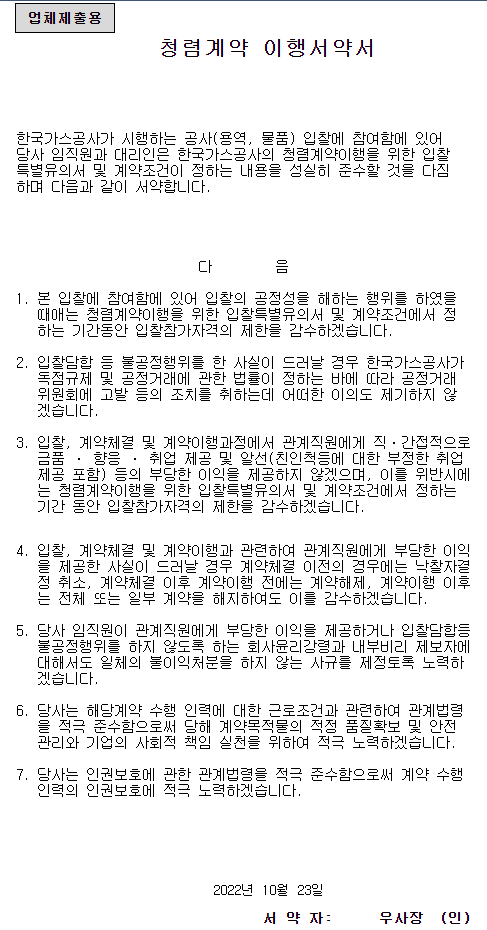 업체제출용
청렴계약 이행서약서
한국가스공사가 시행하는 공사(용역, 물품) 입찰에 참여함에 있어
당사 임직원과 대리인은 한국가스공사의 청렴계약이행을 위한 입찰
특별유의서 및 계약조건이 정하는 내용을 성실히 준수할 것을 다짐
하며 다음과 같이 서약합니다.
다 음
1. 본 입찰에 참여함에 있어 입찰의 공정성을 해하는 행위를 하였을
때애는 청렴계약이행을 위한 입찰특별유의서 및 계약조건에서 정
하는 기간동안 입찰참가자격의 제한을 감수하겠습니다.
2. 입찰담합 등 불공정행위를 한 사실이 드러날 경우 한국가스공사가
독점규제 및 공정거래에 관한 법률이 정하는 바에 따라 공정거래
위원회에 고발 등의 조치를 취하는데 어떠한 이의도 제기하지 않
겠습니다.
3. 입찰, 계약체결 및 계약이행과정에서 관계직원에게 직·간접적으로
금품 · 향응 · 취업 제공 및 알선(친인척등에 대한 부정한 취업
제공 포함) 등의 부당한 이익을 제공하지 않겠으며, 이를 위반시에
는 청렴계약이행을 위한 입찰특별유의서 및 계약조건에서 정하는
기간 동안 입찰참가자격의 제한을 감수하겠습니다.
4. 입찰, 계약체결 및 계약이행과 관련하여 관계직원에게 부당한 이익
을 제공한 사실이 드러날 경우 계약체결 이전의 경우에는 낙찰자결
정 취소, 계약체결 이후 계약이행 전에는 계약해제, 계약이행 이후
는 전체 또는 일부 계약을 해지하여도 이를 감수하겠습니다.
5. 당사 임직원이 관계직원에게 부당한 이익을 제공하거나 입찰담합등
불공정행위를 하지 않도록 하는 회사윤리강령과 내부비리 제보자에
대해서도 일체의 불이익처분을 하지 않는 사규를 제정토록 노력하
겠습니다.
6. 당사는 해당계약 수행 인력에 대한 근로조건과 관련하여 관계법령
을 적극 준수함으로써 당해 계약목적물의 적정 품질확보 및 안전
관리와 기업의 사회적 책임 실천을 위하여 적극 노력하겠습니다.
7. 당사는 인권보호에 관한 관계법령을 적극 준수함으로써 계약 수행
인력의 인권보호에 적극 노력하겠습니다.
2022년 10월 23일
서 약 자: 우사장 (인)